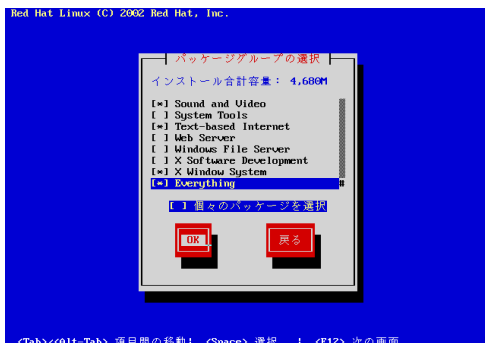 Red Hat Linux (C) 2002 Red Hat, Inc.
パッケージグループの選択
インストール合計容量： 4,680M
[*] Sound and Video
[ ] System Tools
[*] Text-based Internet
[ ] Web Server
[ ] Windows File Server
[ ] X Software Development
[*] X Window System
[*] Everything #
[ ] 個々のパッケージを選択
OK 戻る
<Tab>/<Alt-Tab> 項目間の移動! <Space> 選択 ! <F12> 次の画面